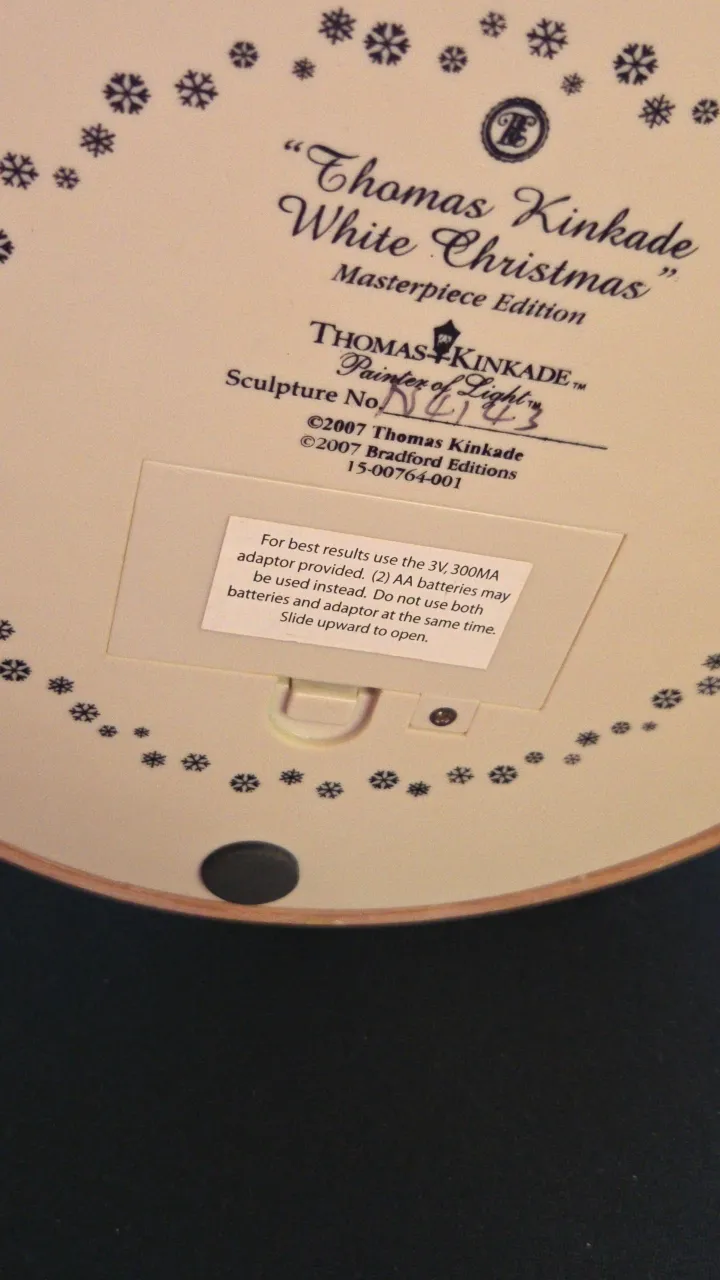 “Thomas Kinkade
White Christmas”
Masterpiece Edition
THOMAS KINKADE™
Painter of Light™
Sculpture No. N4143
©2007 Thomas Kinkade
©2007 Bradford Editions
15-00764-001
For best results use the 3V, 300MA
adaptor provided. (2) AA batteries may
be used instead. Do not use both
batteries and adaptor at the same time.
Slide upward to open.